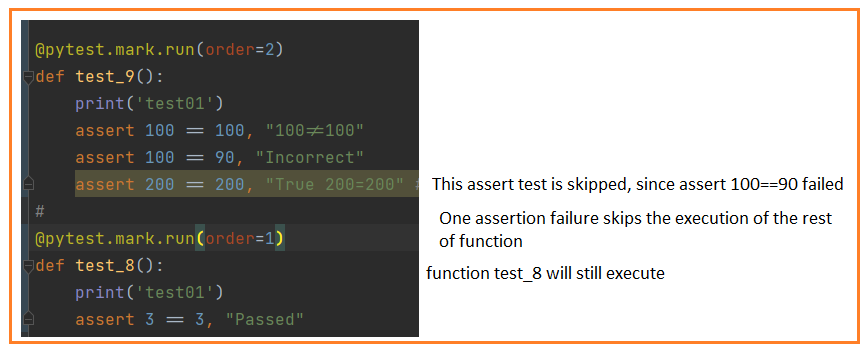 @pytest.mark.run(order=2)
def test_9():
print('test01')
assert 100 == 100, "100≠100"
assert 100 == 90, "Incorrect"
assert 200 == 200, "True 200=200" #
This assert test is skipped, since assert 100==90 failed
#
One assertion failure skips the execution of the rest
of function
@pytest.mark.run(order=1)
def test_8():
function test_8 will still execute
print('test01')
assert 3 == 3, "Passed"